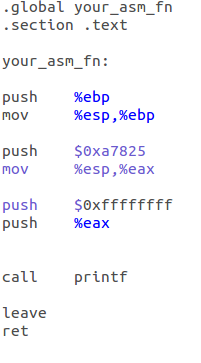 .global your_asm_fn
.section .text
your_asm_fn:
push %ebp
mov %esp,%ebp
push $0xa7825
mov %esp,%eax
push $0xffffffff
push %eax
call printf
leave
ret